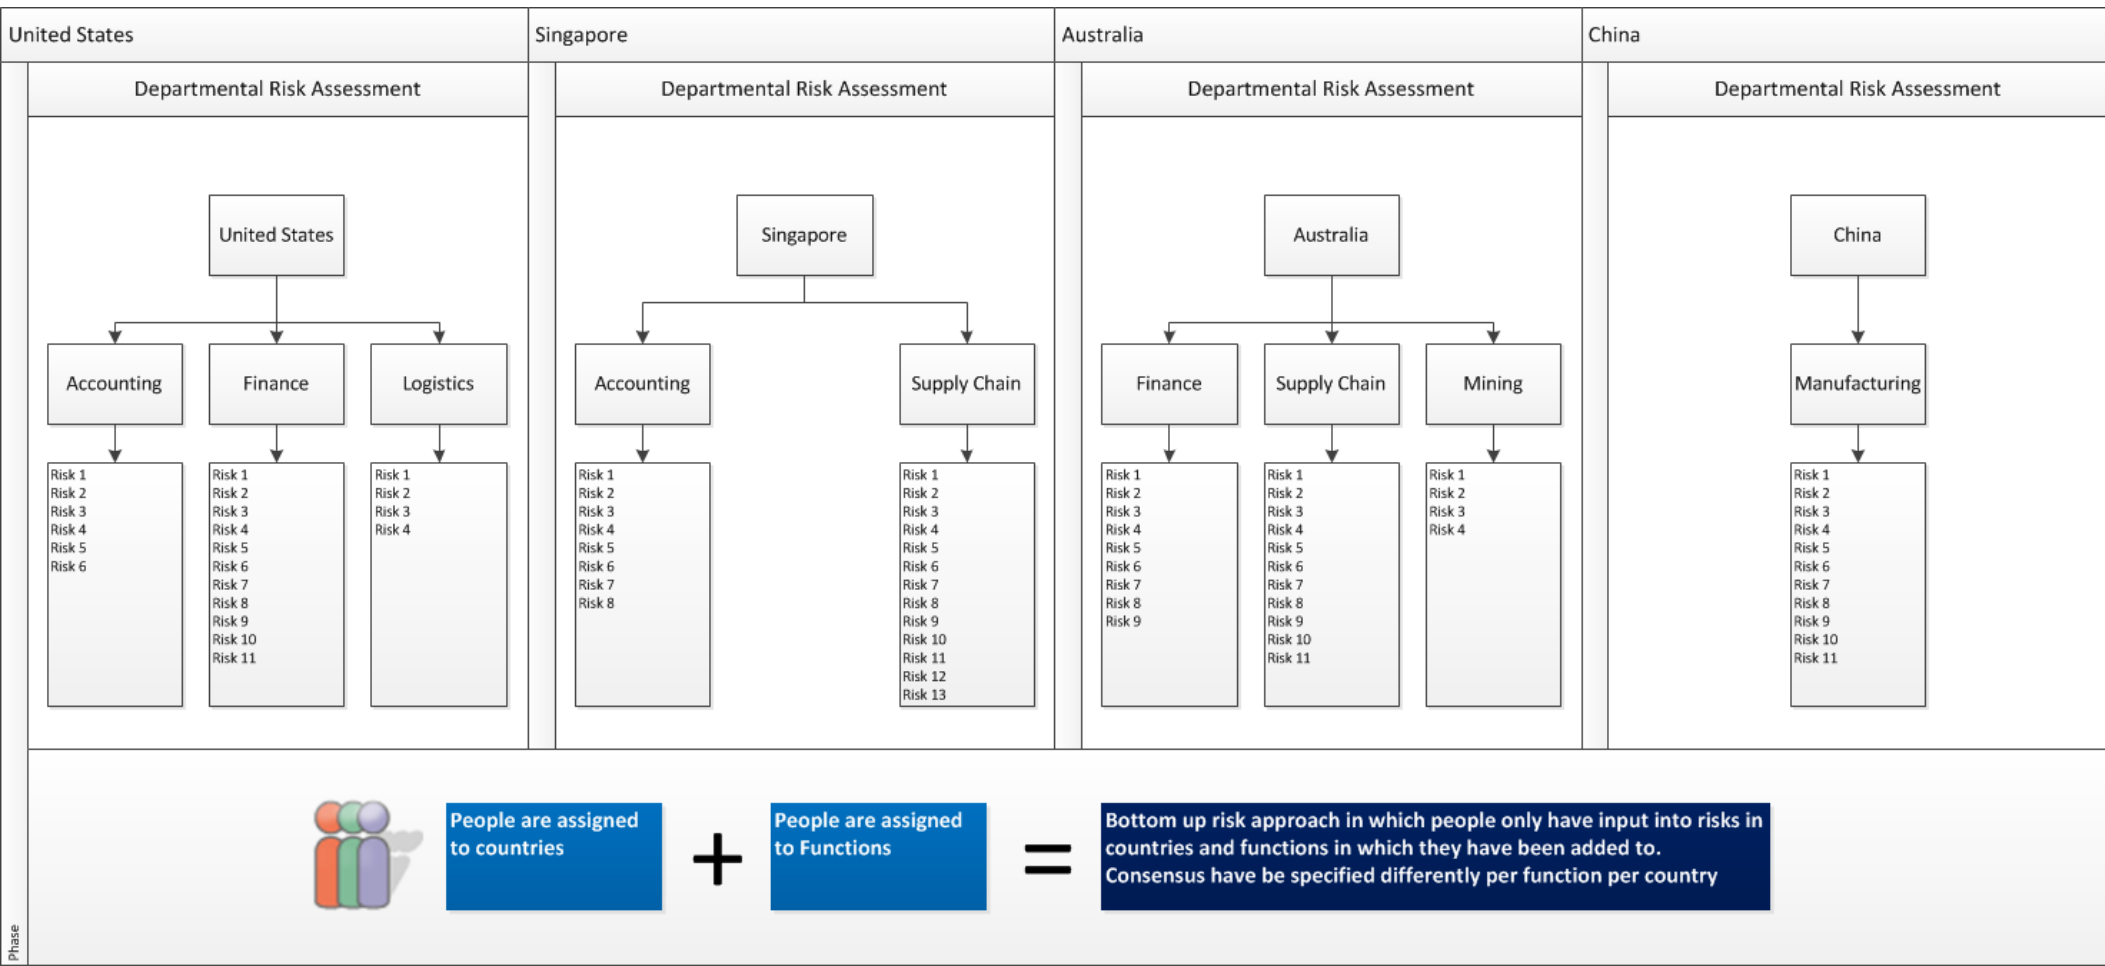 United States
Singapore
Australia
China
Departmental Risk Assessment
Departmental Risk Assessment
Departmental Risk Assessment
Departmental Risk Assessment
United States
Singapore
Australia
China
Accounting
Finance
Logistics
Accounting
Supply Chain
Finance
Supply Chain
Mining
Manufacturing
Risk 1
Risk 2
Risk 3
Risk 4
Risk 5
Risk 6
Risk 1
Risk 2
Risk 3
Risk 4
Risk 5
Risk 6
Risk 7
Risk 8
Risk 9
Risk 10
Risk 11
Risk 1
Risk 2
Risk 3
Risk 4
Risk 1
Risk 2
Risk 3
Risk 4
Risk 5
Risk 6
Risk 7
Risk 8
Risk 1
Risk 2
Risk 3
Risk 4
Risk 5
Risk 6
Risk 7
Risk 8
Risk 9
Risk 10
Risk 11
Risk 12
Risk 13
Risk 1
Risk 2
Risk 3
Risk 4
Risk 5
Risk 6
Risk 7
Risk 8
Risk 9
Risk 1
Risk 2
Risk 3
Risk 4
Risk 5
Risk 6
Risk 7
Risk 8
Risk 9
Risk 10
Risk 11
Risk 1
Risk 2
Risk 3
Risk 4
Risk 1
Risk 2
Risk 3
Risk 4
Risk 5
Risk 6
Risk 7
Risk 8
Risk 9
Risk 10
Risk 11
People are assigned
to countries
+
People are assigned
to Functions
=
Bottom up risk approach in which people only have input into risks in
countries and functions in which they have been added to.
Consensus have be specified differently per function per country
Phase